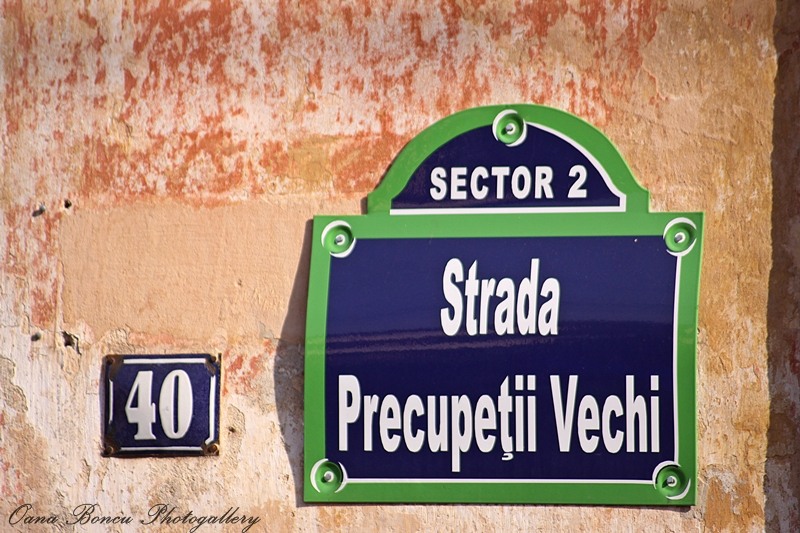 SECTOR 2
Strada
Precupeţii Vechi
40
Oana Boncu Photogallery